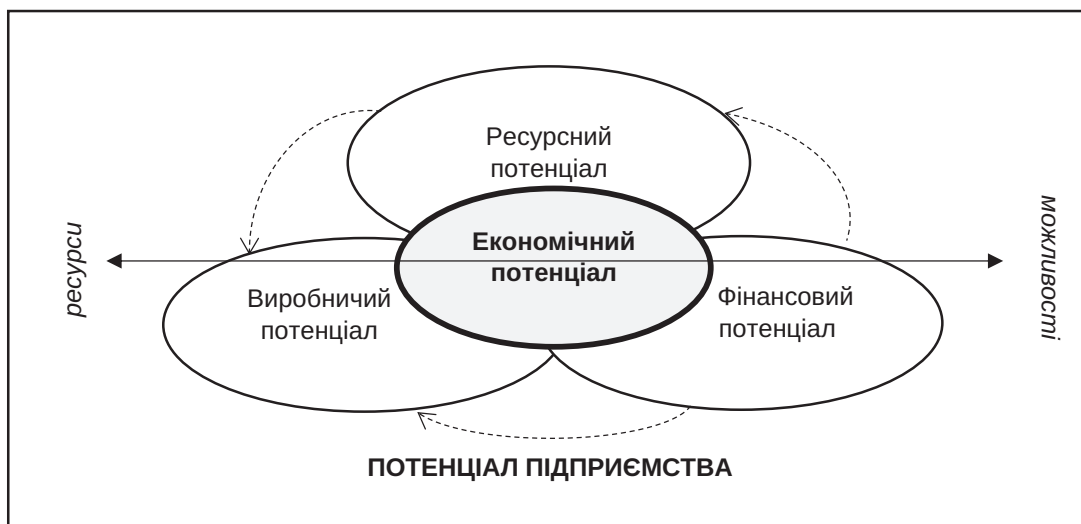 Ресурсний
потенціал
ресурси
Економічний
потенціал
можливості
Виробничий
потенціал
Фінансовий
потенціал
ПОТЕНЦІАЛ ПІДПРИЄМСТВА